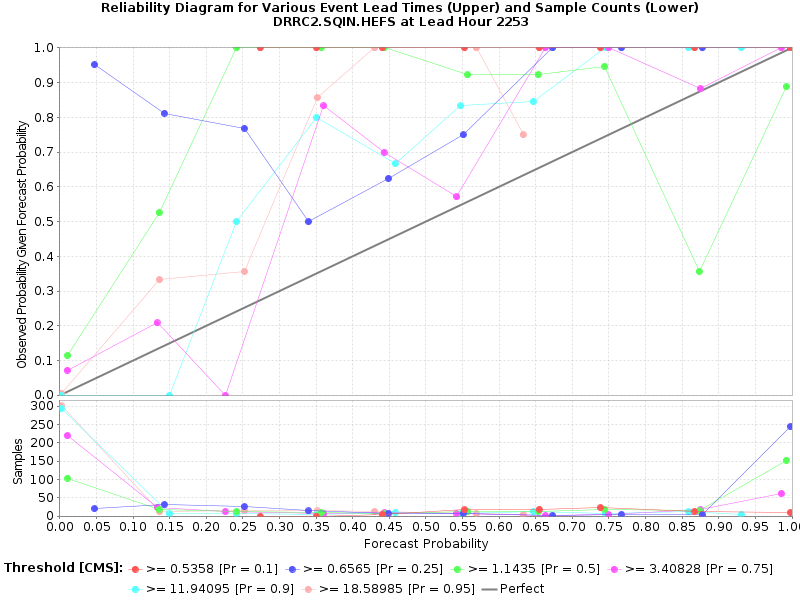 Reliability Diagram for Various Event Lead Times (Upper) and Sample Counts (Lower)
DRRC2.SQIN.HEFS at Lead Hour 2253
Observed Probability Given Forecast Probability
1.0
0.9
0.8
0.7
0.6
0.5
0.4
0.3
0.2
0.1
0.0
Samples
300
250
200
150
100
50
0
0.00 0.05 0.10 0.15 0.20 0.25 0.30 0.35 0.40 0.45 0.50 0.55 0.60 0.65 0.70 0.75 0.80 0.85 0.90 0.95 1.0
Forecast Probability
Threshold [CMS]: >= 0.5358 [Pr = 0.1] >= 0.6565 [Pr = 0.25] >= 1.1435 [Pr = 0.5] >= 3.40828 [Pr = 0.75]
>= 11.94095 [Pr = 0.9] >= 18.58985 [Pr = 0.95] Perfect